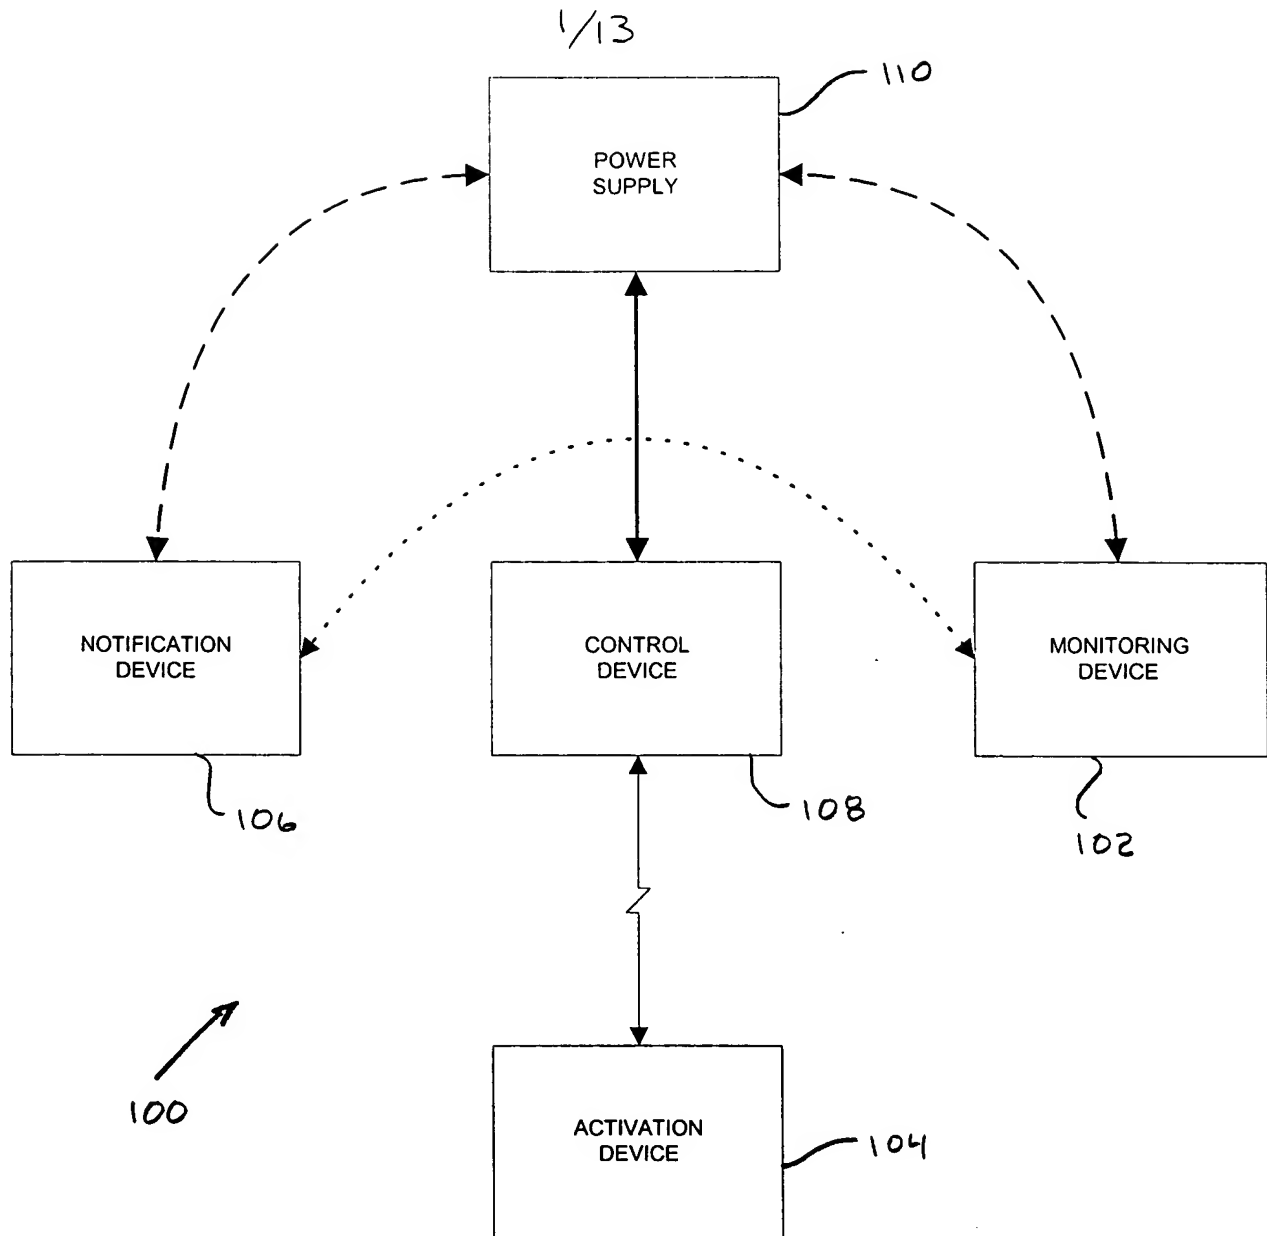 1/13
110
POWER
SUPPLY
NOTIFICATION
DEVICE
CONTROL
DEVICE
MONITORING
DEVICE
106
108
102
100
ACTIVATION
DEVICE
104